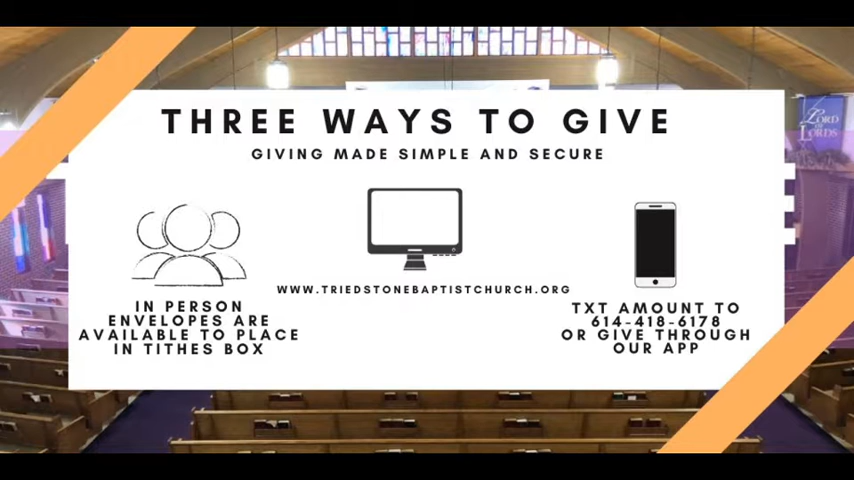 THREE WAYS TO GIVE
GIVING MADE SIMPLE AND SECURE
IN PERSON
ENVELOPES ARE
AVAILABLE TO PLACE
IN TITHES BOX
WWW.TRIEDSTONEBAPTISTCHURCH.ORG
TXT AMOUNT TO
614-418-6178
OR GIVE THROUGH
OUR APP
LORD
OF
LORDS